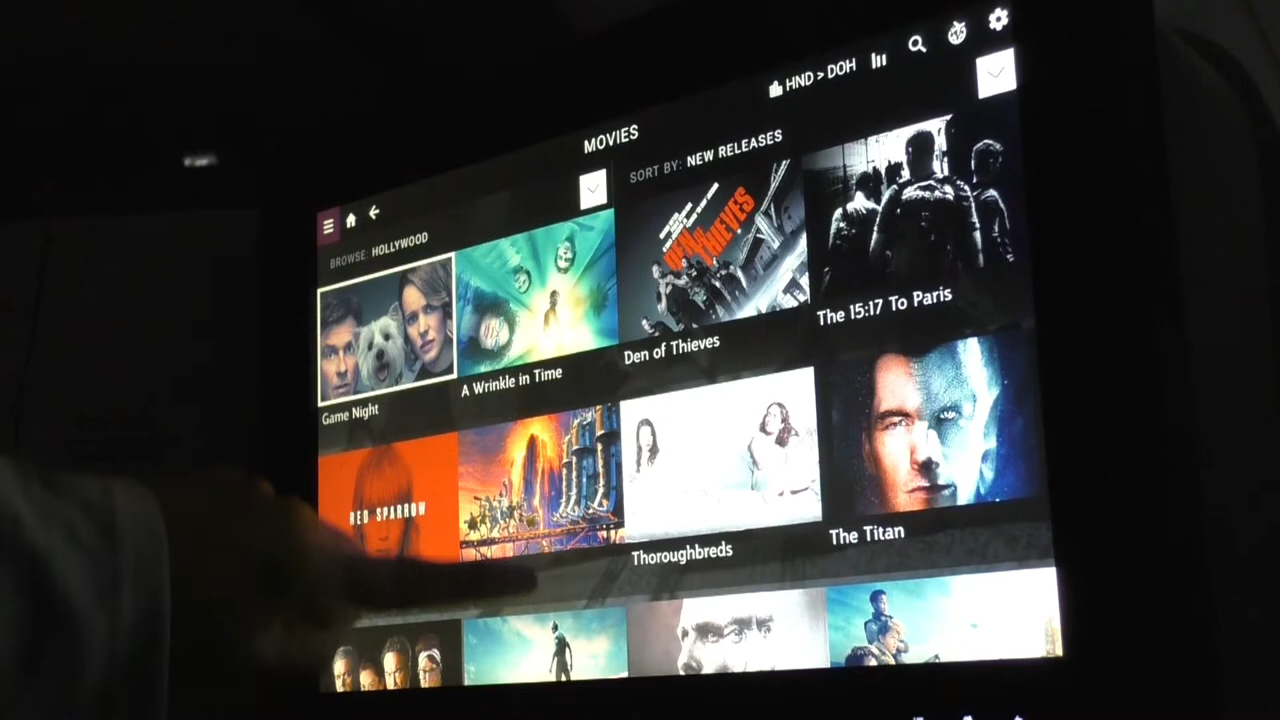 HND > DOH
MOVIES
BROWSE: HOLLYWOOD
SORT BY: NEW RELEASES
DEN OF THIEVES
Game Night
A Wrinkle in Time
Den of Thieves
The 15:17 To Paris
RED SPARROW
Thoroughbreds
The Titan